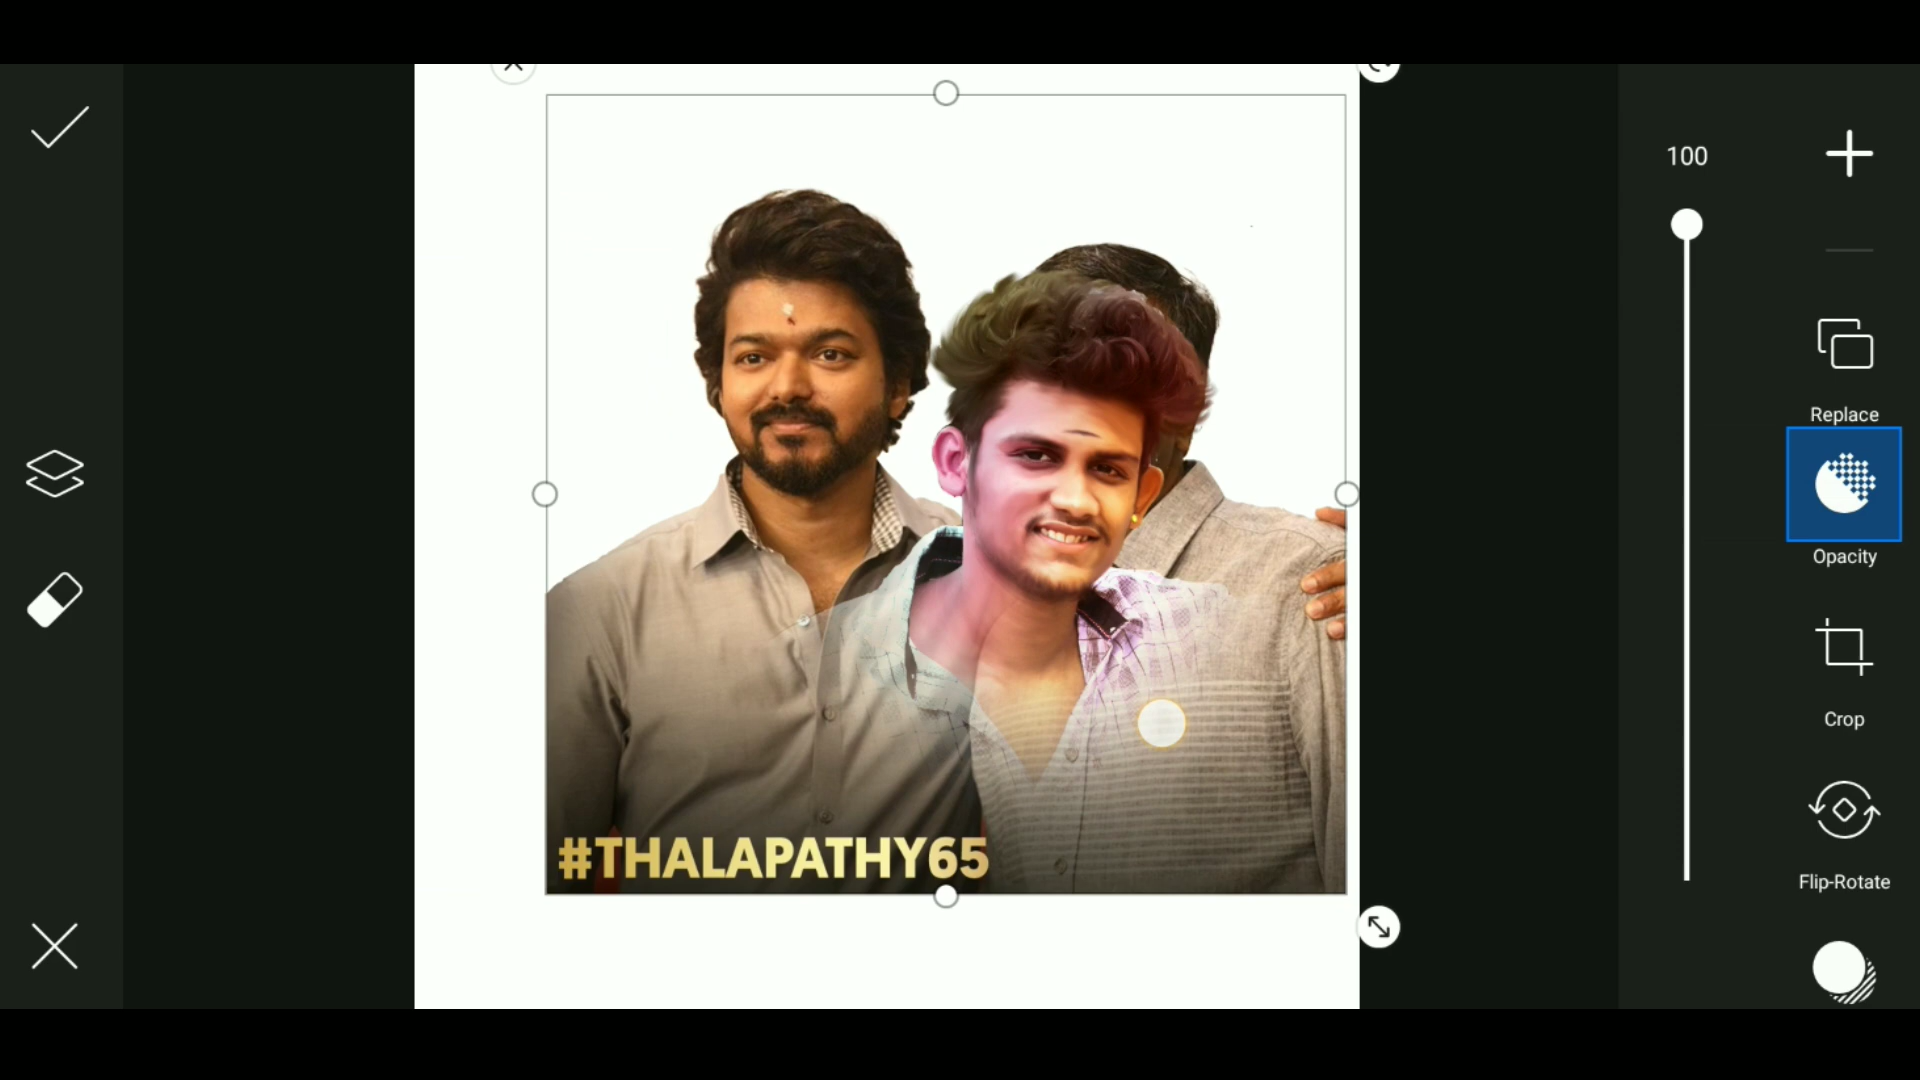 100
Replace
Opacity
Crop
Flip-Rotate
#THALAPATHY65